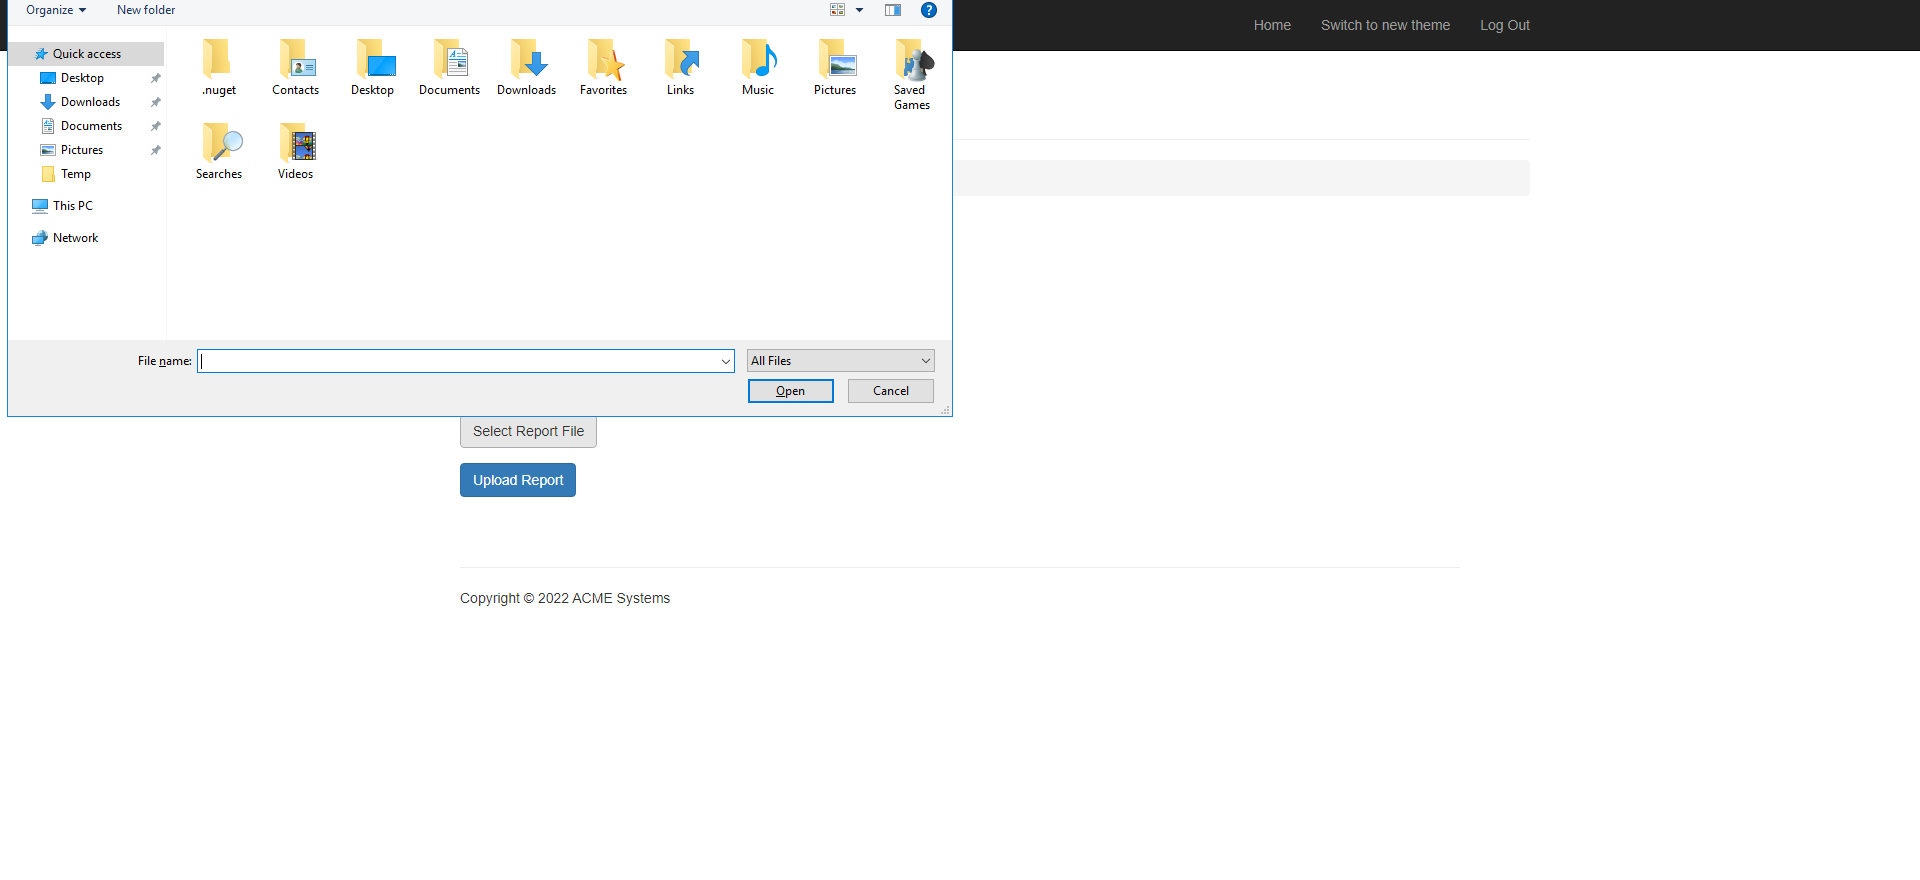 Organize New folder
Home Switch to new theme Log Out
Quick access
Desktop
Downloads
Documents
Pictures
Temp
This PC
Network
.nuget Contacts Desktop Documents Downloads Favorites Links Music Pictures Saved Games
Searches Videos
File name: All Files
Open Cancel
Select Report File
Upload Report
Copyright © 2022 ACME Systems